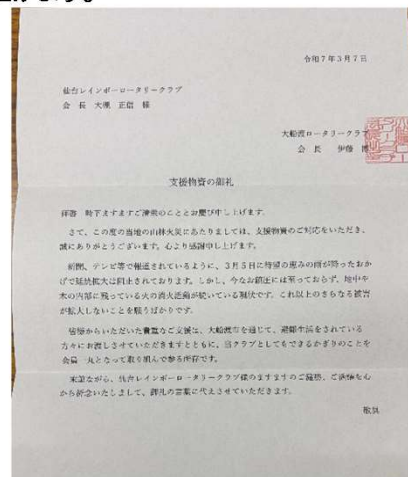 令和7年3月7日
仙台レインボーロータリークラブ
会 長 大 正 様
大船渡ロータリークラブ
会 長 伊藤
支援物資の御礼
拝啓 時下ますますご清栄のこととお慶び申し上げます。
さて、この度の当地の山林火災にあたりましては、支援物資のご対応をいただき、
誠にありがとうございます。心より感謝申し上げます。
新聞、テレビ等で報道されているように、3月5日に待望の恵みの雨が降ったおか
げで延焼拡大は阻止されております。しかし、今なお鎮圧には至っておらず、地中や
木の内部に残っている火の消火活動が続いている現状です。これ以上のさらなる被害
が拡大しないことを願うばかりです。
皆様からいただいた貴重なご支援は、大船渡市を通じて、避難生活をされている
方々にお渡しさせていただきますとともに、当クラブとしてもできるかぎりのことを
会員一丸となって取り組んで参る所存です。
末筆ながら、仙台レインボーロータリークラブ様のますますのご隆盛、ご活躍を心
から祈念いたしまして、御礼の言葉に代えさせていただきます。
敬具